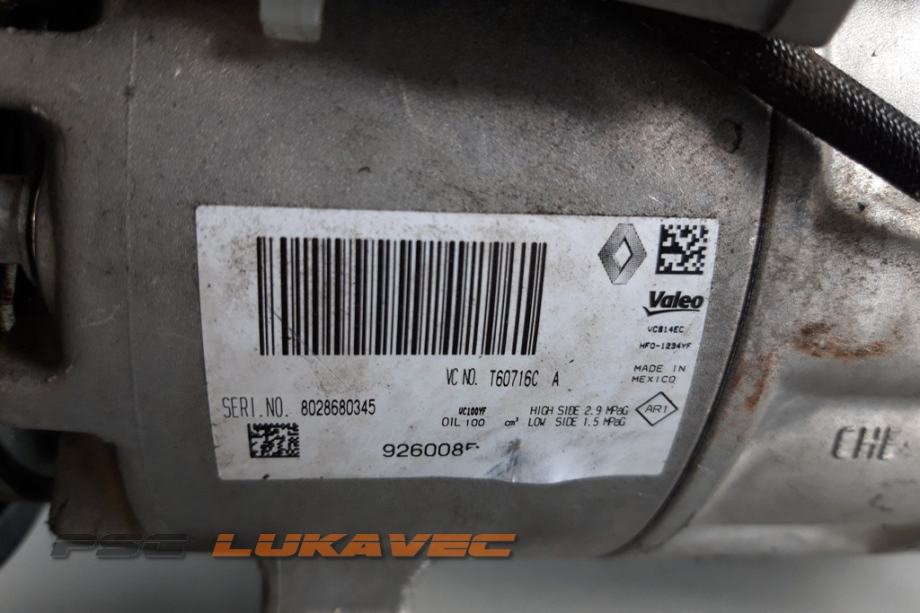 Valeo
VCS14EC
HFO-1234YF
MADE IN
MEXICO
VC NO. T60716C A
SERI.NO. 8028680345
VC100YF
OIL 100 cm³
HIGH SIDE 2.9 MPaG
LOW SIDE 1.5 MPaG
AR1
926008
PSC LUKAVEC